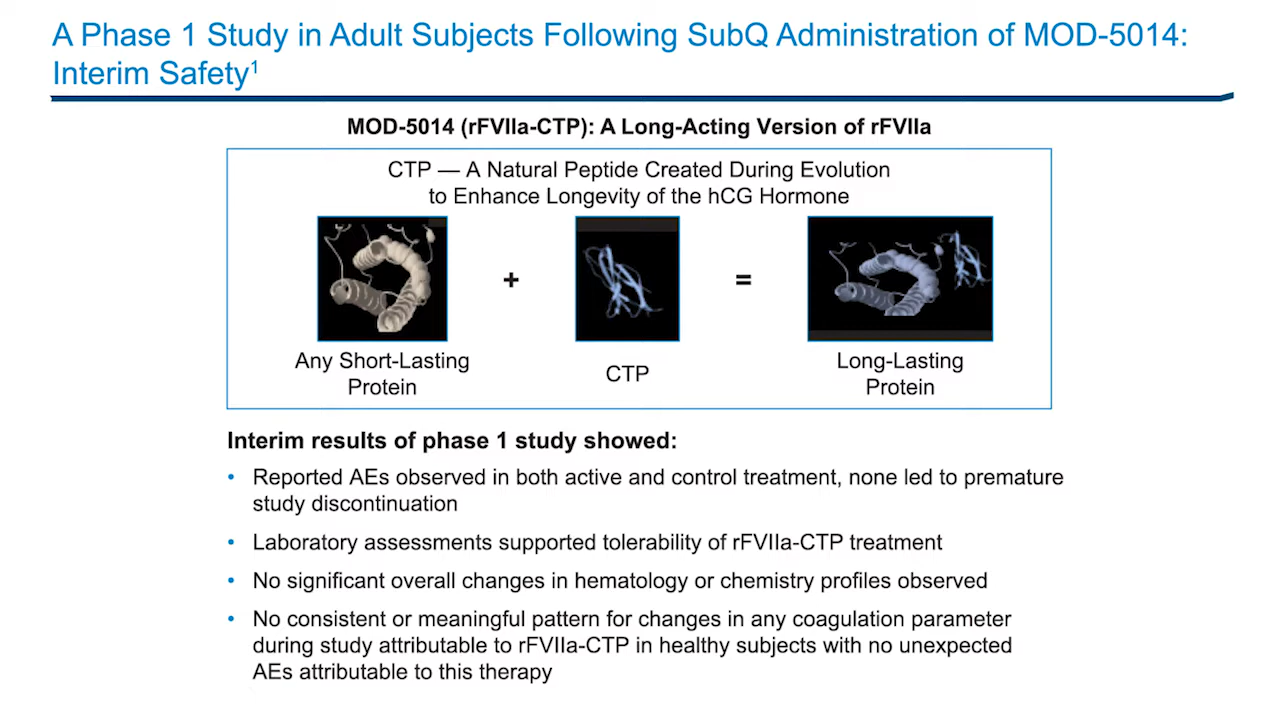 A Phase 1 Study in Adult Subjects Following SubQ Administration of MOD-5014:
Interim Safety¹
MOD-5014 (rFVIIa-CTP): A Long-Acting Version of rFVIIa
CTP — A Natural Peptide Created During Evolution
to Enhance Longevity of the hCG Hormone
+
=
Any Short-Lasting
Protein
CTP
Long-Lasting
Protein
Interim results of phase 1 study showed:
• Reported AEs observed in both active and control treatment, none led to premature
study discontinuation
• Laboratory assessments supported tolerability of rFVIIa-CTP treatment
• No significant overall changes in hematology or chemistry profiles observed
• No consistent or meaningful pattern for changes in any coagulation parameter
during study attributable to rFVIIa-CTP in healthy subjects with no unexpected
AEs attributable to this therapy